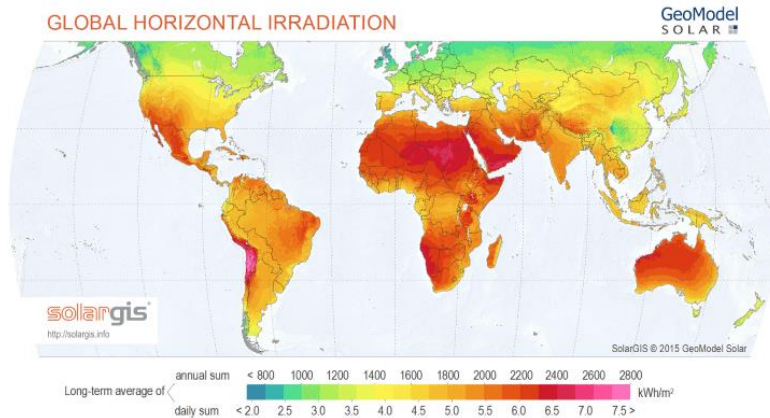 GLOBAL HORIZONTAL IRRADIATION
GeoModel
SOLAR
solargis
http://solargis.info
SolarGIS © 2015 GeoModel Solar
Long-term average of
annual sum < 800 1000 1200 1400 1600 1800 2000 2200 2400 2600 2800 kWh/m²
daily sum < 2.0 2.5 3.0 3.5 4.0 4.5 5.0 5.5 6.0 6.5 7.0 7.5 >